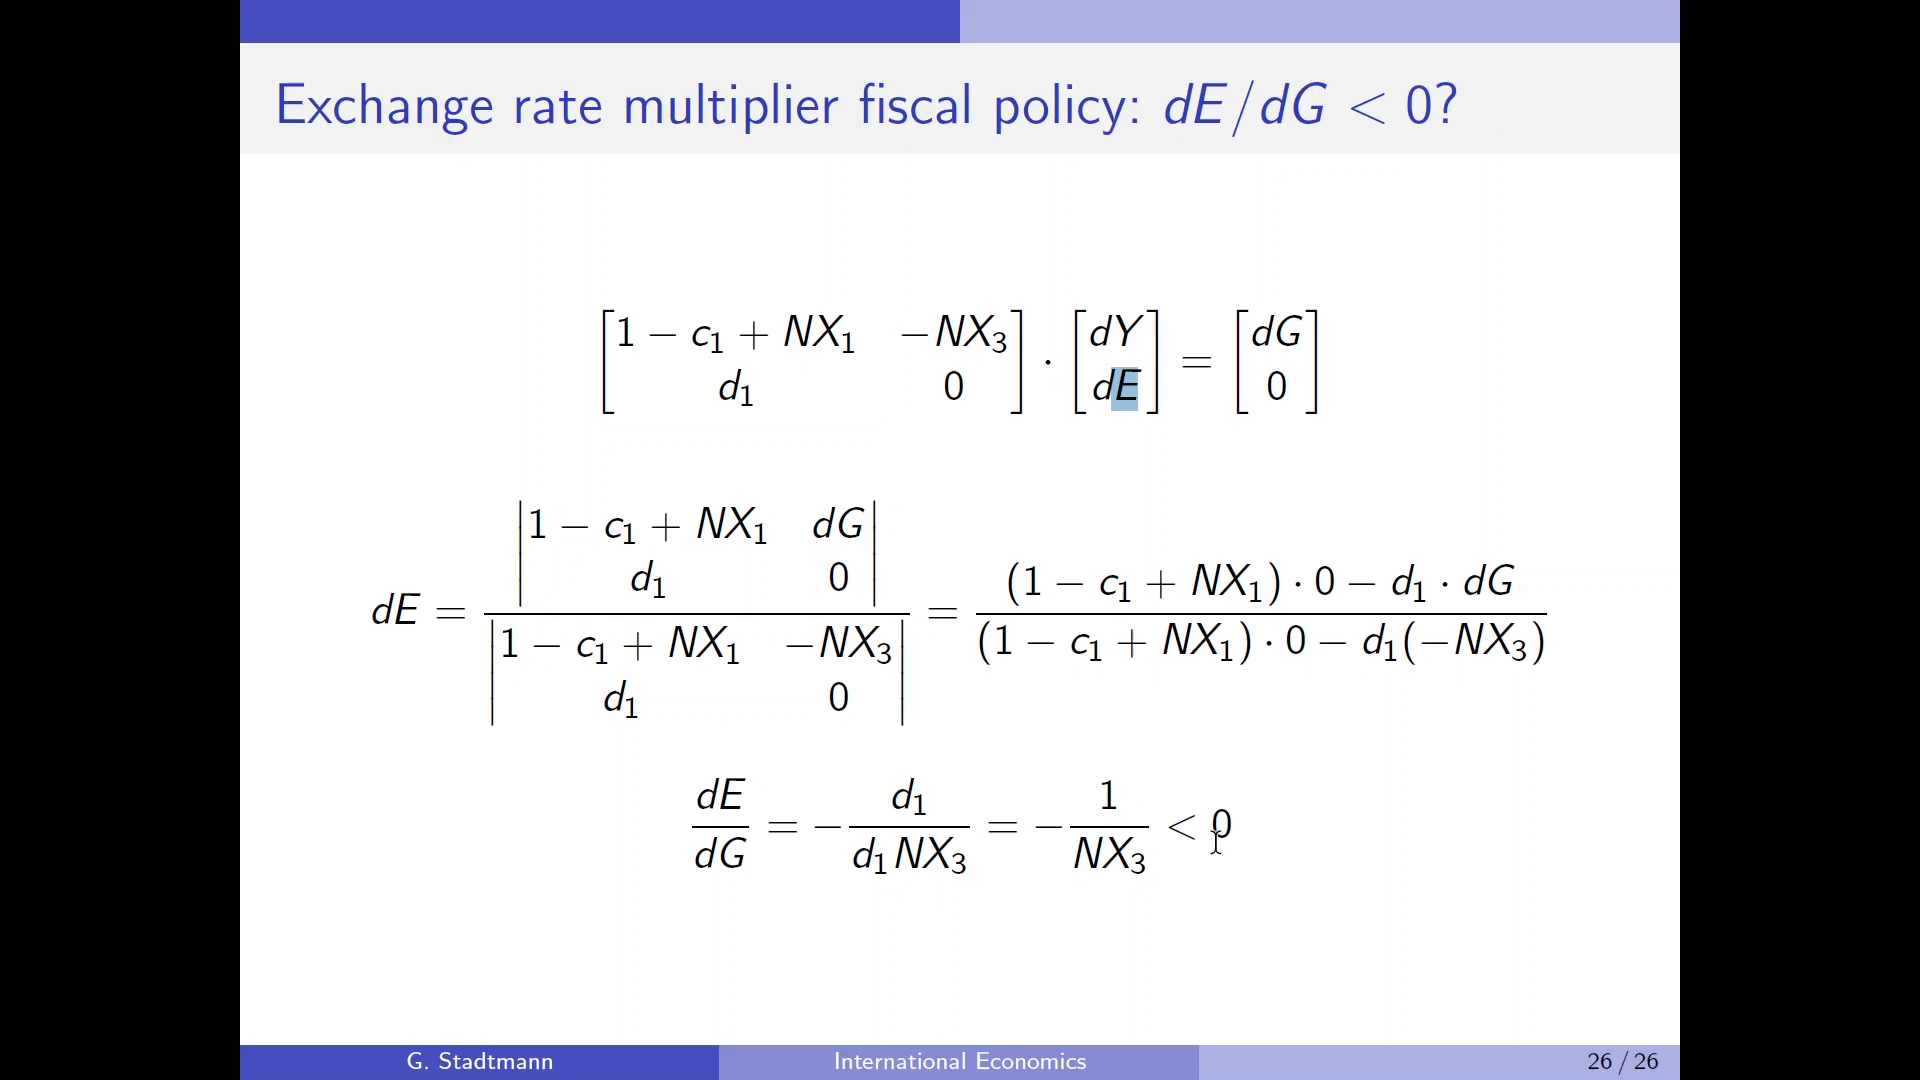 Exchange rate multiplier fiscal policy: dE/dG < 0?
[1 − c₁ + NX₁ −NX₃] · [dY] = [dG]
[d₁ 0] [dE] [0]
|1 − c₁ + NX₁ dG|
|d₁ 0| (1 − c₁ + NX₁) · 0 − d₁ · dG
dE = ―――― = ――――
|1 − c₁ + NX₁ −NX₃| (1 − c₁ + NX₁) · 0 − d₁(−NX₃)
|d₁ 0|
dE/dG = − d₁/d₁NX₃ = − 1/NX₃ < 0
G. Stadtmann International Economics 26 / 26